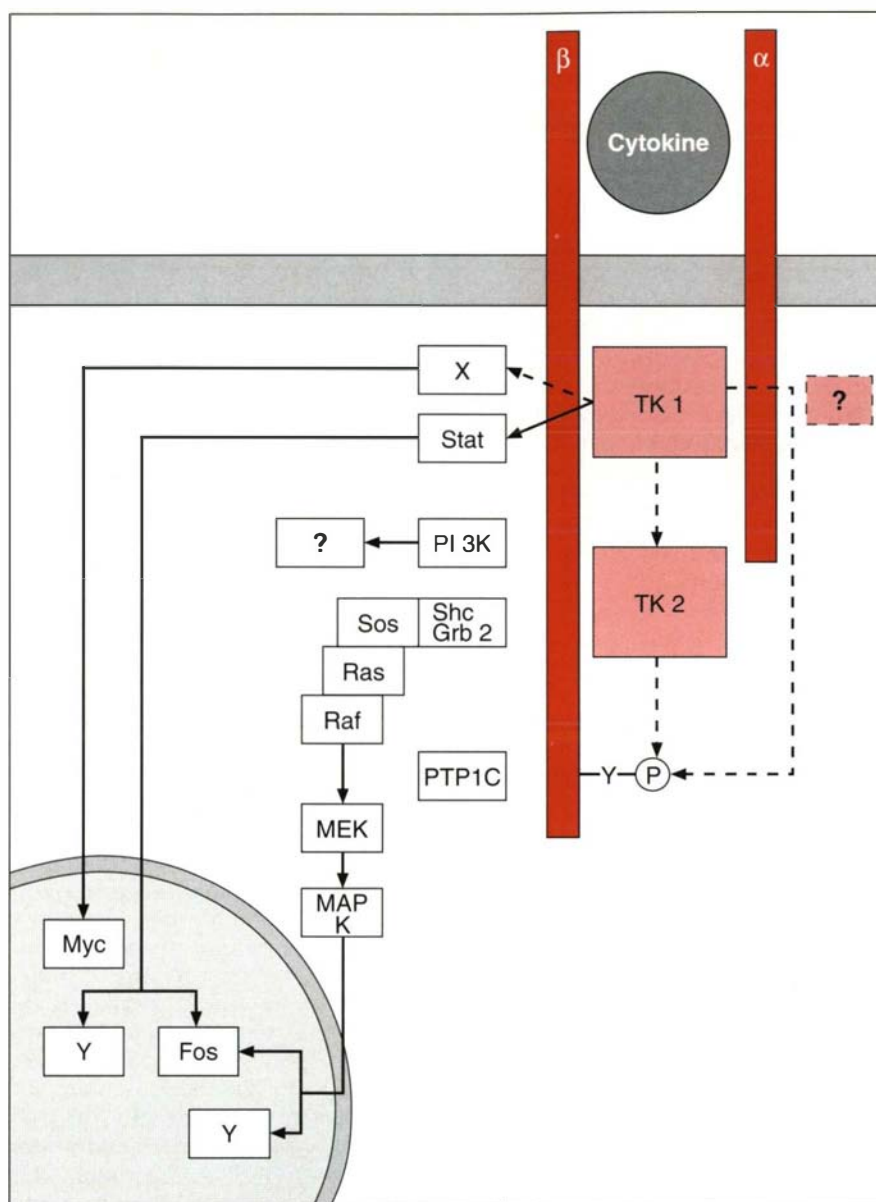 β
α
Cytokine
X
TK 1
?
Stat
?
PI 3K
Sos
Shc
Grb 2
TK 2
Ras
Raf
PTP1C
Y
P
MEK
MAP
K
Myc
Y
Fos
Y